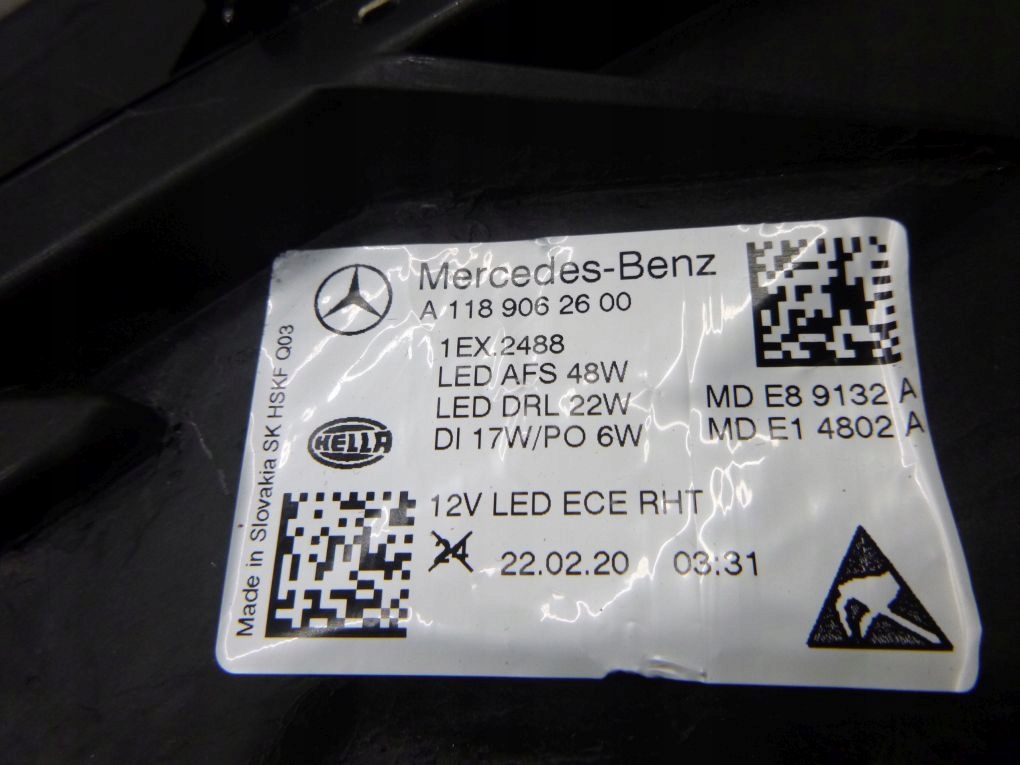 Mercedes-Benz
A 118 906 26 00
1EX.2488
LED AFS 48W
LED DRL 22W
DI 17W/PO 6W
MD E8 9132 A
MD E1 4802 A
HELLA
12V LED ECE RHT
24 22.02.20 03:31
Made in Slovakia SK HSKF Q03